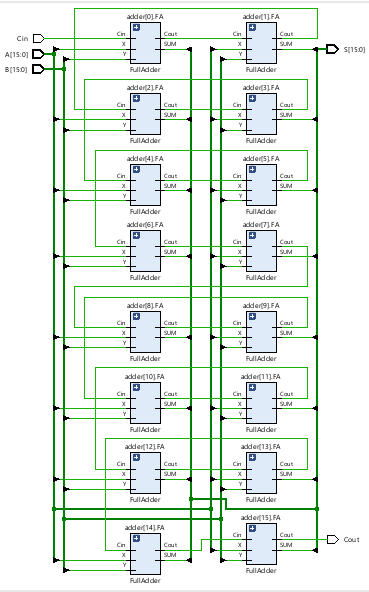 adder[0].FA
adder[1].FA
Cin
Cin
Cout
Cin
Cout
A[15:0]
X
SUM
X
SUM
S[15:0]
B[15:0]
Y
Y
FullAdder
FullAdder
adder[2].FA
adder[3].FA
Cin
Cout
Cin
Cout
X
SUM
X
SUM
Y
Y
FullAdder
FullAdder
adder[4].FA
adder[5].FA
Cin
Cout
Cin
Cout
X
SUM
X
SUM
Y
Y
FullAdder
FullAdder
adder[6].FA
adder[7].FA
Cin
Cout
Cin
Cout
X
SUM
X
SUM
Y
Y
FullAdder
FullAdder
adder[8].FA
adder[9].FA
Cin
Cout
Cin
Cout
X
SUM
X
SUM
Y
Y
FullAdder
FullAdder
adder[10].FA
adder[11].FA
Cin
Cout
Cin
Cout
X
SUM
X
SUM
Y
Y
FullAdder
FullAdder
adder[12].FA
adder[13].FA
Cin
Cout
Cin
Cout
X
SUM
X
SUM
Y
Y
FullAdder
FullAdder
adder[14].FA
adder[15].FA
Cin
Cout
Cin
Cout
Cout
X
SUM
X
SUM
Y
Y
FullAdder
FullAdder